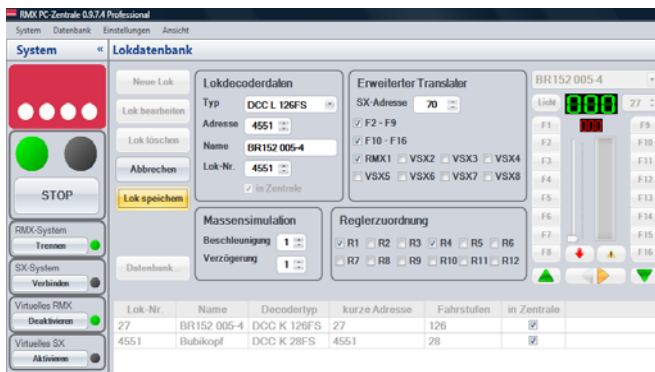 RMX PC-Zentrale 0.9.7.4 Professional
System Datenbank Einstellungen Ansicht
System « Lokdatenbank
STOP
RMX-System
Trennen
SX-System
Verbinden
Virtuelles RMX
Deaktivieren
Virtuelles SX
Aktivieren
Neue Lok
Lok bearbeiten
Lok löschen
Abbrechen
Lok speichern
Datenbank...
Lokdecoderdaten
Typ DCC L 126FS
Adresse 4551
Name BR152 005-4
Lok-Nr. 4551
in Zentrale
Erweiterter Translater
SX-Adresse 70
F2 - F9
F10 - F16
RMX1 VSX2 VSX3 VSX4
VSX5 VSX6 VSX7 VSX8
Massensimulation
Beschleunigung 1
Verzögerung 1
Reglerzuordnung
R1 R2 R3 R4 R5 R6
R7 R8 R9 R10 R11 R12
BR152 005-4
Licht 000 27
F1 000 F9
F2 F10
F3 F11
F4 F12
F5 F13
F6 F14
F7 F15
F8 F16
Lok-Nr. Name Decodertyp kurze Adresse Fahrstufen in Zentrale
27 BR152 005-4 DCC K 126FS 27 126
4551 Bubikopf DCC K 28FS 4551 28